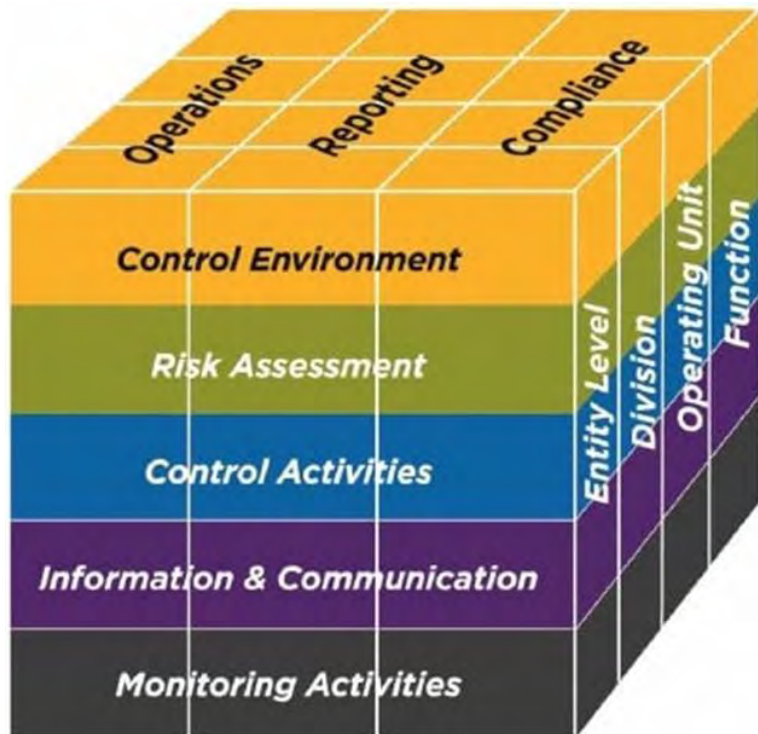 Operations
Reporting
Compliance
Control Environment
Risk Assessment
Control Activities
Information & Communication
Monitoring Activities
Entity Level
Division
Operating Unit
Function